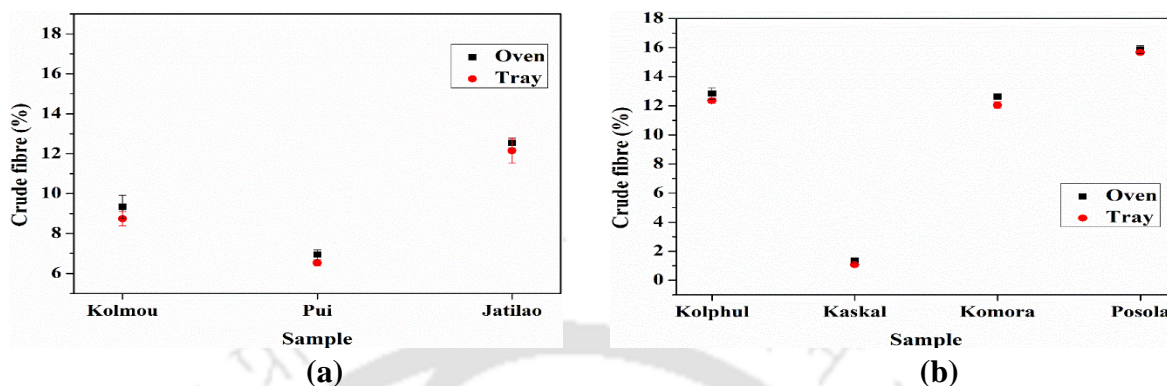 18
16
14
12
10
8
6
Crude fibre (%)
Oven
Tray
Kolmou Pui Jatilao
Sample
(a)
18
16
14
12
10
8
6
4
2
0
Crude fibre (%)
Oven
Tray
Kolphul Kaskal Komora Posola
Sample
(b)